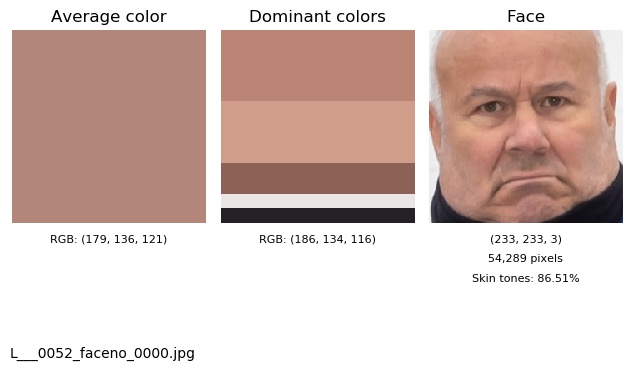 Average color
Dominant colors
Face
RGB: (179, 136, 121)
RGB: (186, 134, 116)
(233, 233, 3)
54,289 pixels
Skin tones: 86.51%
L___0052_faceno_0000.jpg